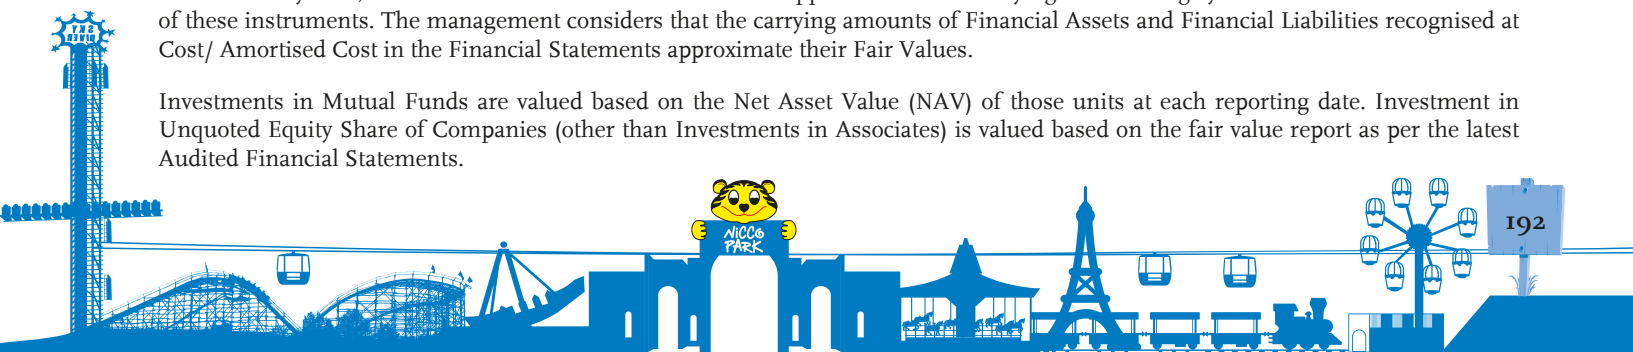 of these instruments. The management considers that the carrying amounts of Financial Assets and Financial Liabilities recognised at
Cost/ Amortised Cost in the Financial Statements approximate their Fair Values.
Investments in Mutual Funds are valued based on the Net Asset Value (NAV) of those units at each reporting date. Investment in
Unquoted Equity Share of Companies (other than Investments in Associates) is valued based on the fair value report as per the latest
Audited Financial Statements.
SKY
DIVER
NICCO
PARK
192